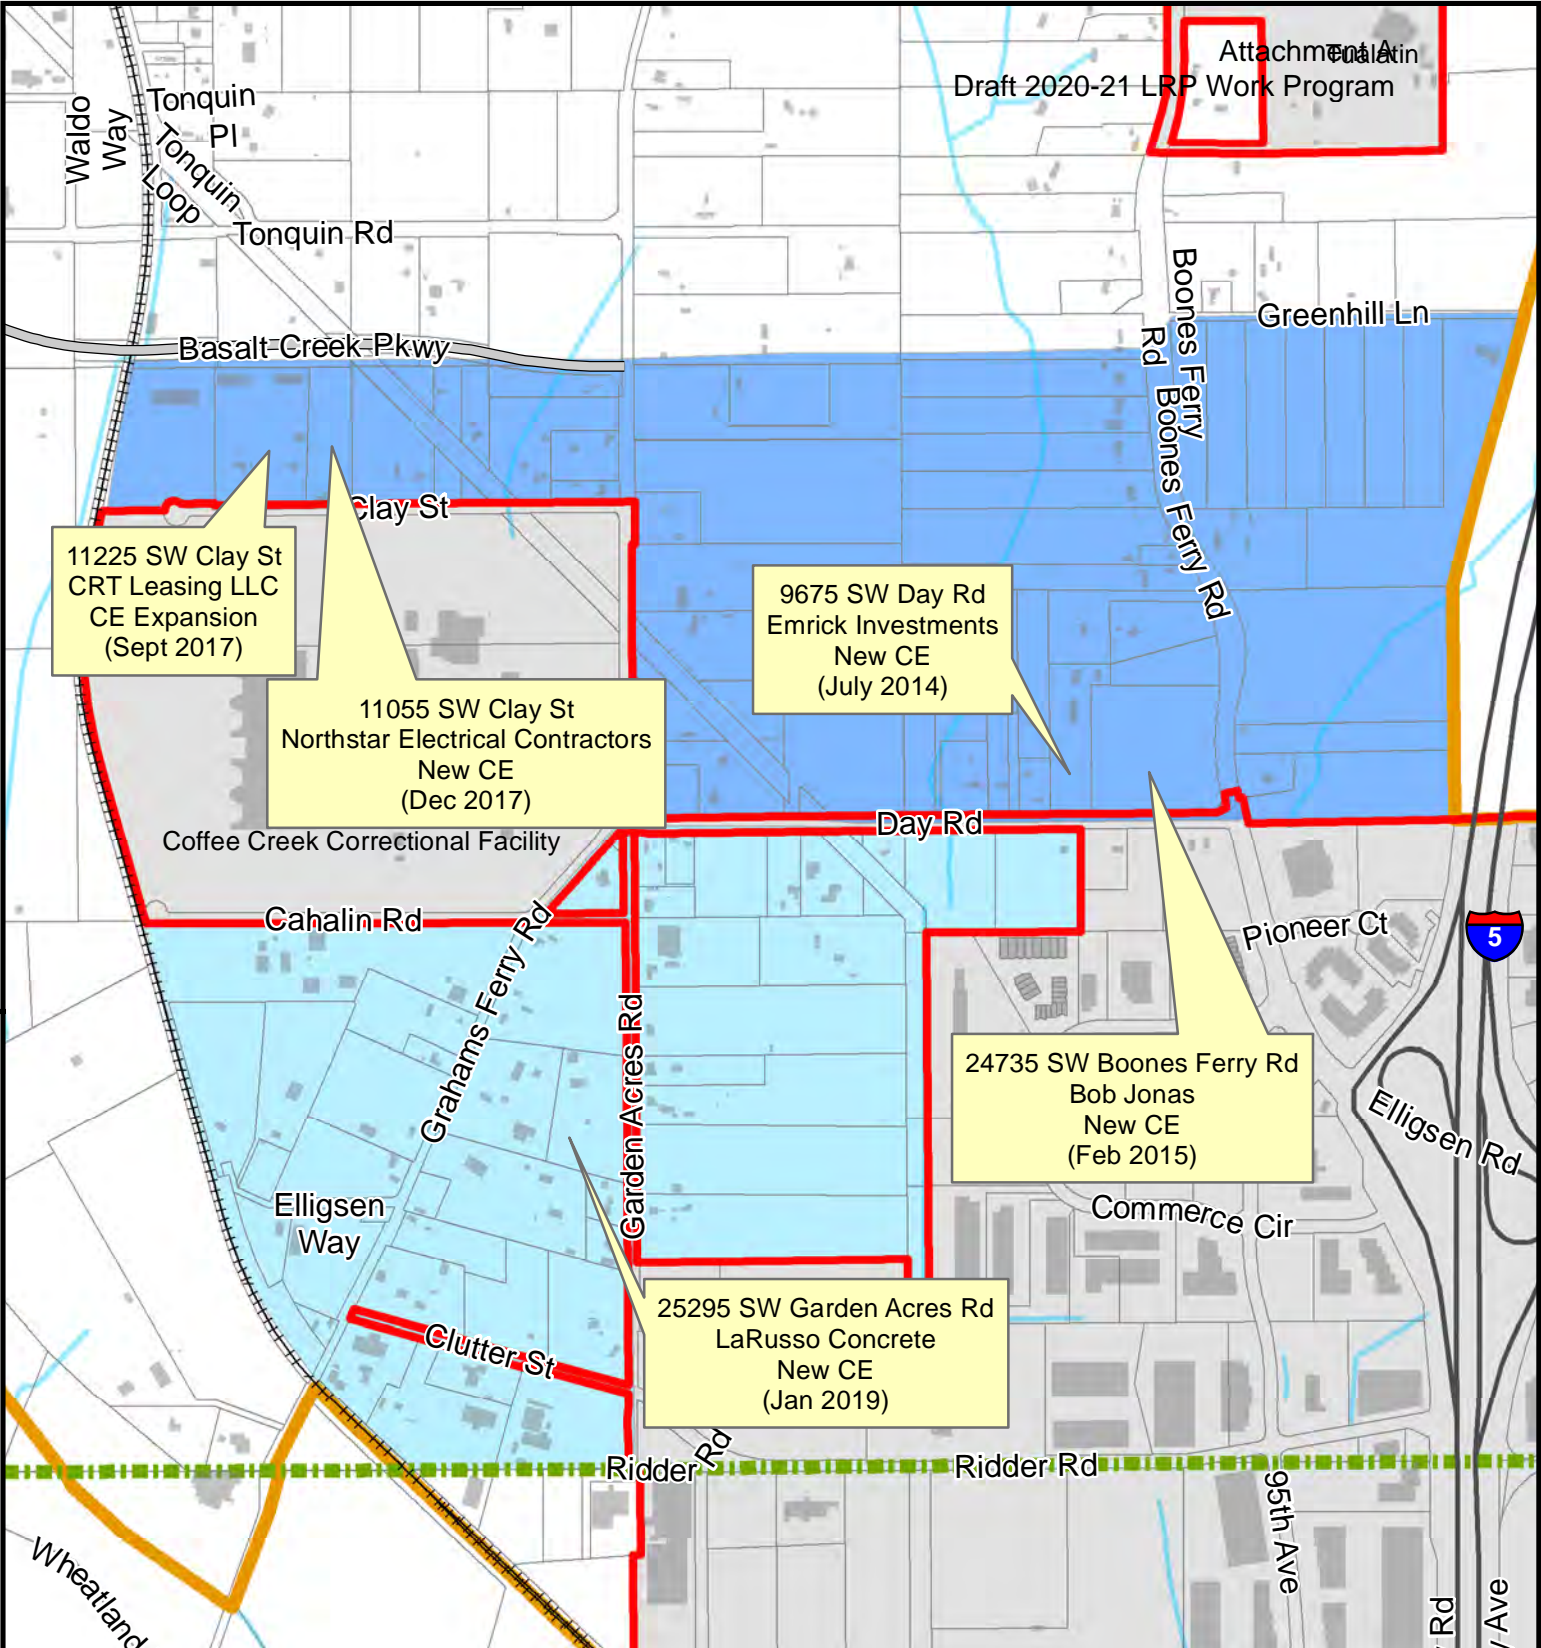 Attachment A
Tualatin
Draft 2020-21 LRP Work Program
Waldo
Way
Tonquin
Pl
Tonquin
Loop
Tonquin Rd
Boones Ferry
Rd
Greenhill Ln
Basalt Creek Pkwy
Boones Ferry Rd
Clay St
11225 SW Clay St
CRT Leasing LLC
CE Expansion
(Sept 2017)
9675 SW Day Rd
Emrick Investments
New CE
(July 2014)
11055 SW Clay St
Northstar Electrical Contractors
New CE
(Dec 2017)
Day Rd
Coffee Creek Correctional Facility
Cahalin Rd
Pioneer Ct
5
Grahams Ferry Rd
Garden Acres Rd
24735 SW Boones Ferry Rd
Bob Jonas
New CE
(Feb 2015)
Elligsen Rd
Elligsen
Way
Commerce Cir
25295 SW Garden Acres Rd
LaRusso Concrete
New CE
(Jan 2019)
Clutter St
Ridder Rd
Ridder Rd
95th Ave
Wheatland
Rd
Ave